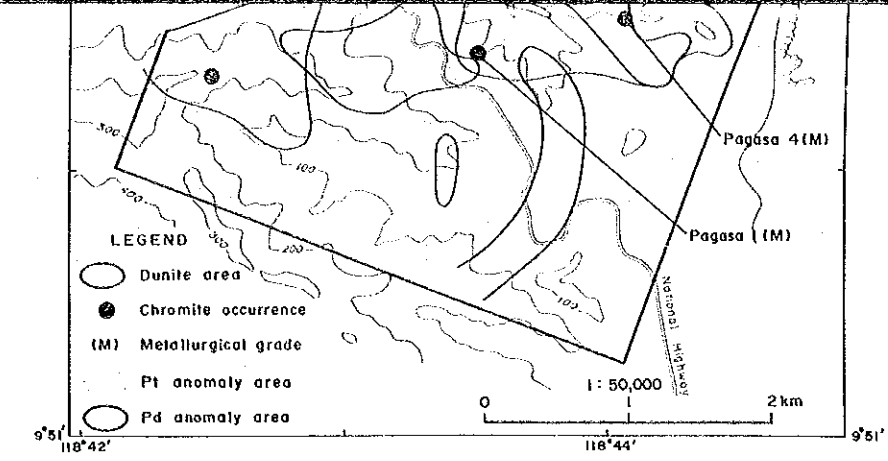 Pagasa 4(M)
300
100
400
Pagasa 1(M)
LEGEND
300
200
Dunite area
Chromite occurrence
100
National Highway
(M) Metallurgical grade
Pt anomaly area
1:50,000
Pd anomaly area
0 1 2 km
9°51' 9°51'
118°42' 118°44'